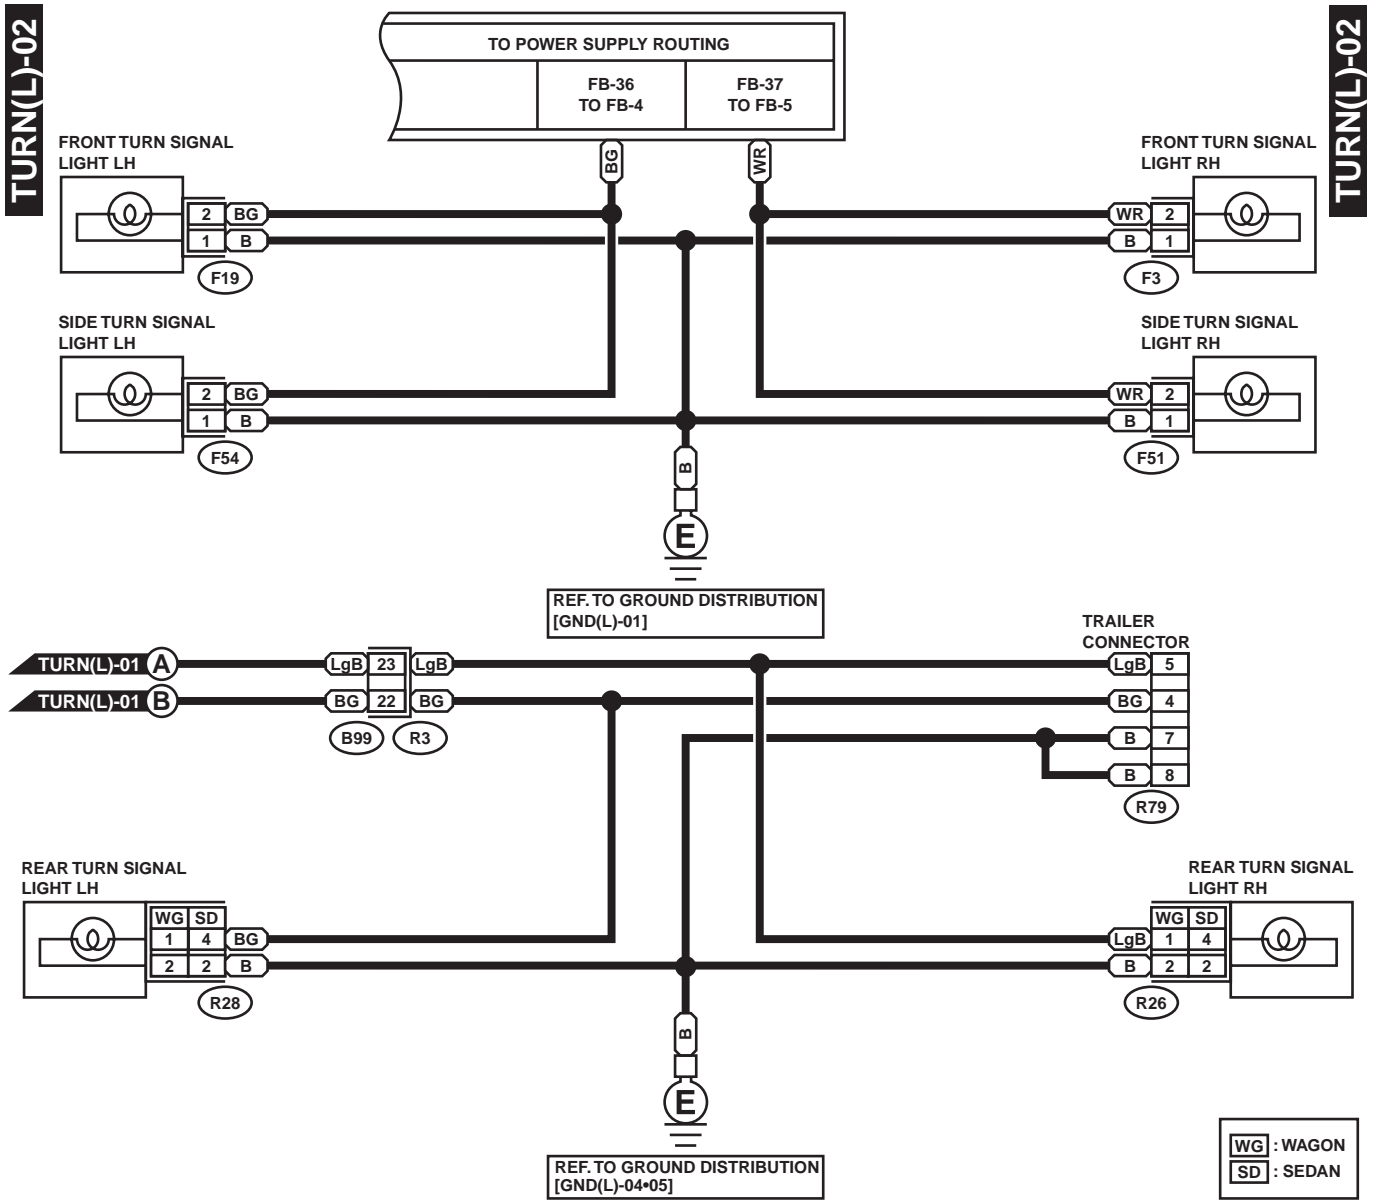 TURN(L)-02
TURN(L)-02
TO POWER SUPPLY ROUTING
FB-36
TO FB-4
FB-37
TO FB-5
BG
WR
FRONT TURN SIGNAL
LIGHT LH
2 BG
1 B
F19
FRONT TURN SIGNAL
LIGHT RH
WR 2
B 1
F3
SIDE TURN SIGNAL
LIGHT LH
2 BG
1 B
F54
SIDE TURN SIGNAL
LIGHT RH
WR 2
B 1
F51
B
E
REF. TO GROUND DISTRIBUTION
[GND(L)-01]
TURN(L)-01 A
LgB 23 LgB
TURN(L)-01 B
BG 22 BG
B99 R3
TRAILER
CONNECTOR
LgB 5
BG 4
B 7
B 8
R79
REAR TURN SIGNAL
LIGHT LH
WG SD
1 4 BG
2 2 B
R28
REAR TURN SIGNAL
LIGHT RH
WG SD
LgB 1 4
B 2 2
R26
B
E
REF. TO GROUND DISTRIBUTION
[GND(L)-04•05]
WG : WAGON
SD : SEDAN